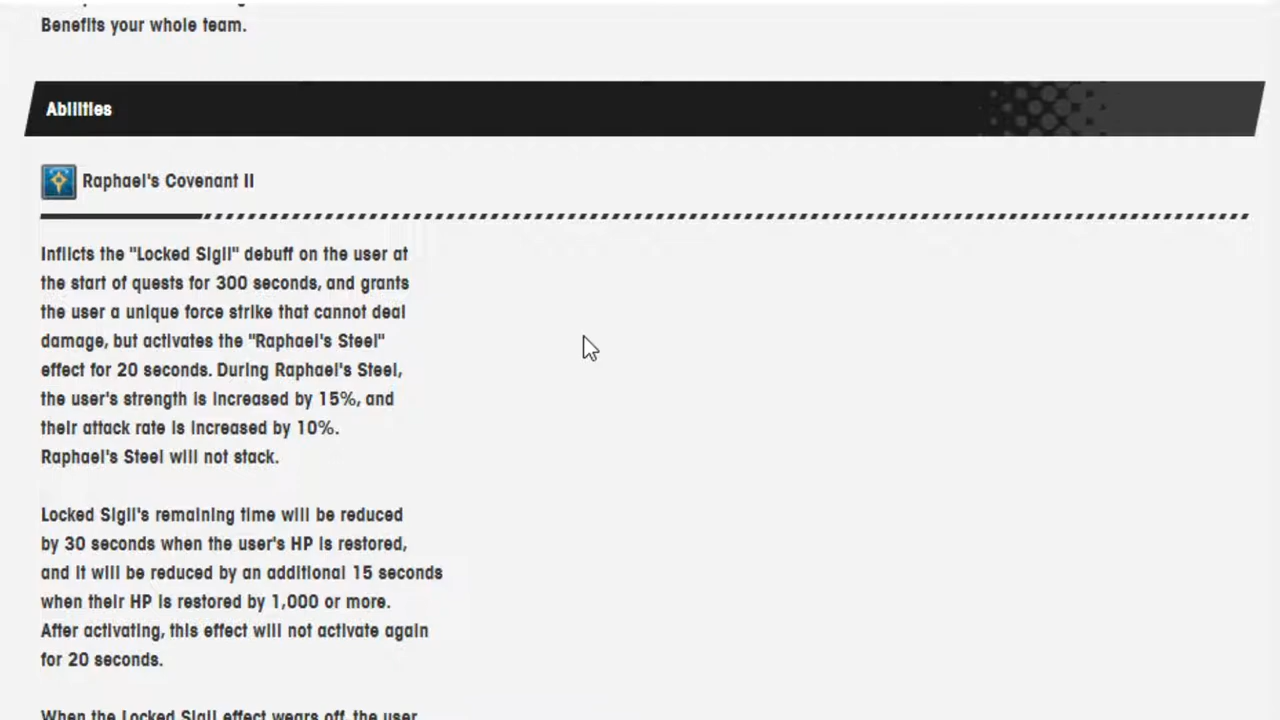 Benefits your whole team.
Abilities
Raphael's Covenant II
Inflicts the "Locked Sigil" debuff on the user at
the start of quests for 300 seconds, and grants
the user a unique force strike that cannot deal
damage, but activates the "Raphael's Steel"
effect for 20 seconds. During Raphael's Steel,
the user's strength is increased by 15%, and
their attack rate is increased by 10%.
Raphael's Steel will not stack.
Locked Sigil's remaining time will be reduced
by 30 seconds when the user's HP is restored,
and it will be reduced by an additional 15 seconds
when their HP is restored by 1,000 or more.
After activating, this effect will not activate again
for 20 seconds.
When the Locked Sigil effect wears off, the user